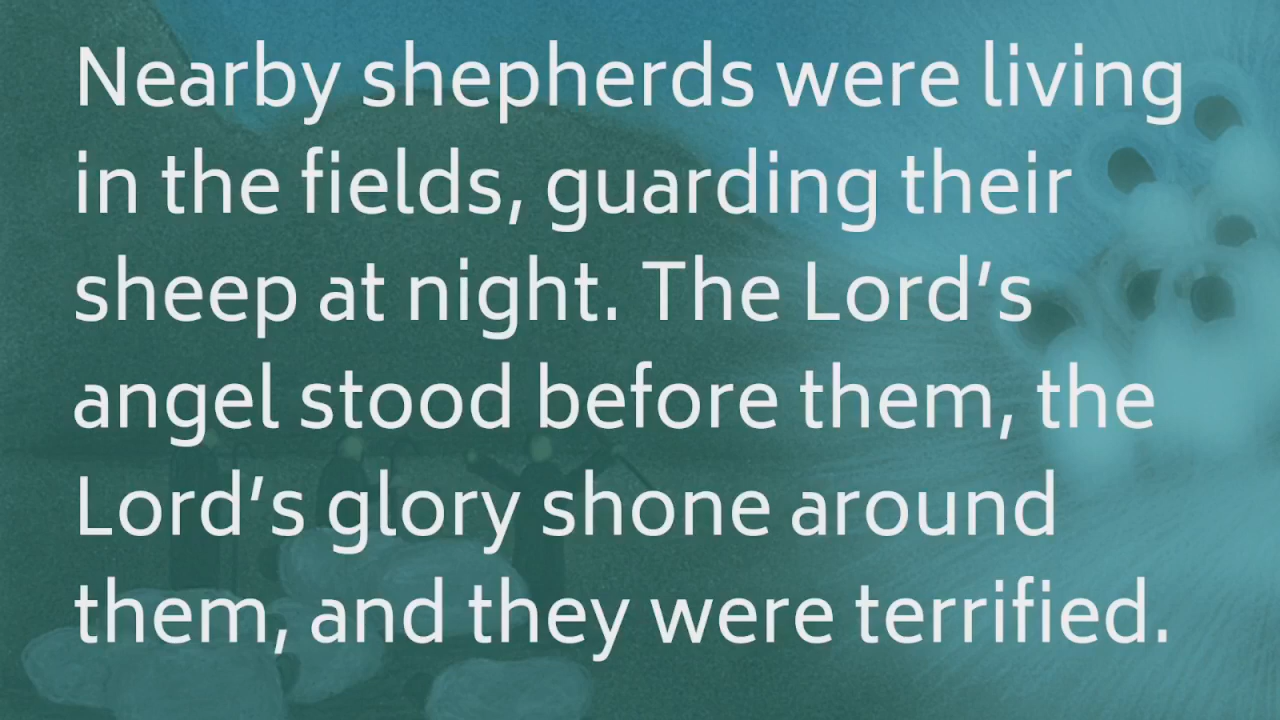 Nearby shepherds were living
in the fields, guarding their
sheep at night. The Lord’s
angel stood before them, the
Lord’s glory shone around
them, and they were terrified.